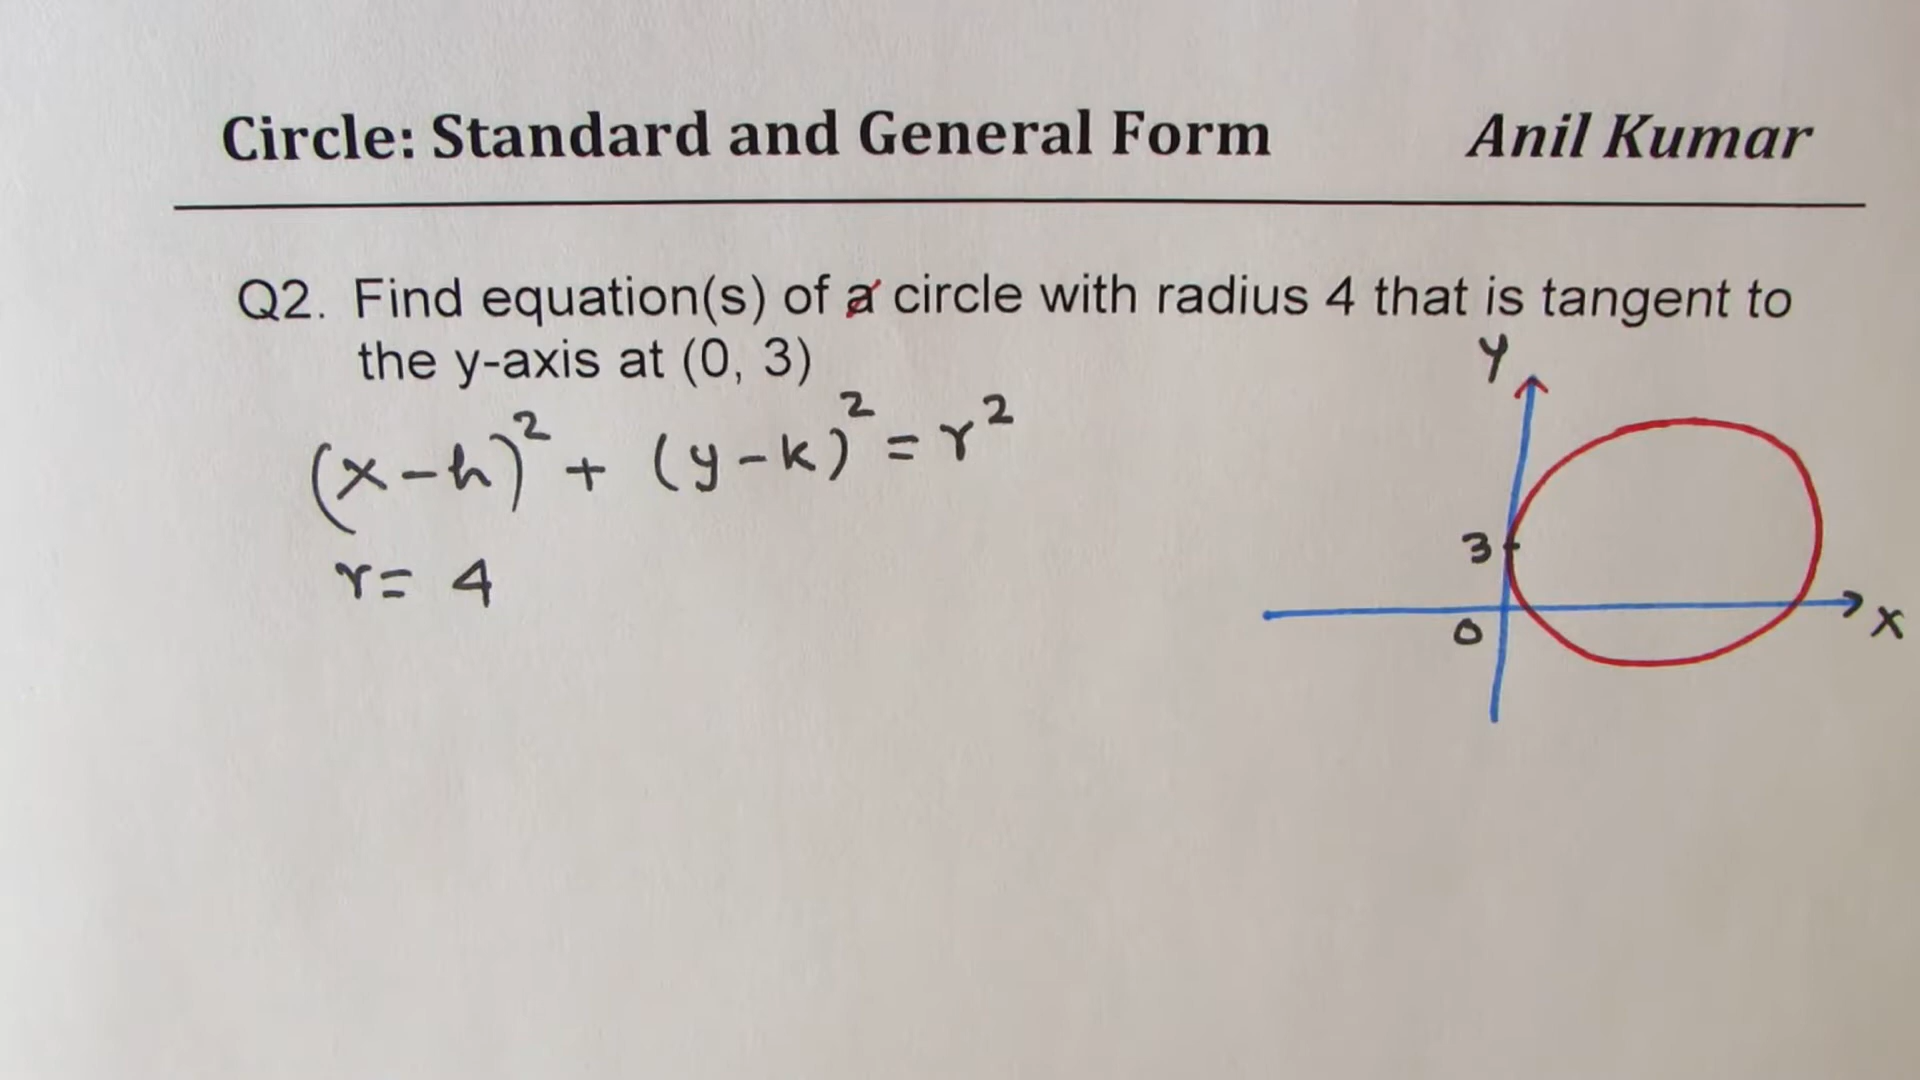 Circle: Standard and General Form Anil Kumar
Q2. Find equation(s) of a circle with radius 4 that is tangent to
the y-axis at (0, 3)
(x-h)² + (y-k)² = r²
r = 4
Y
3
0
X